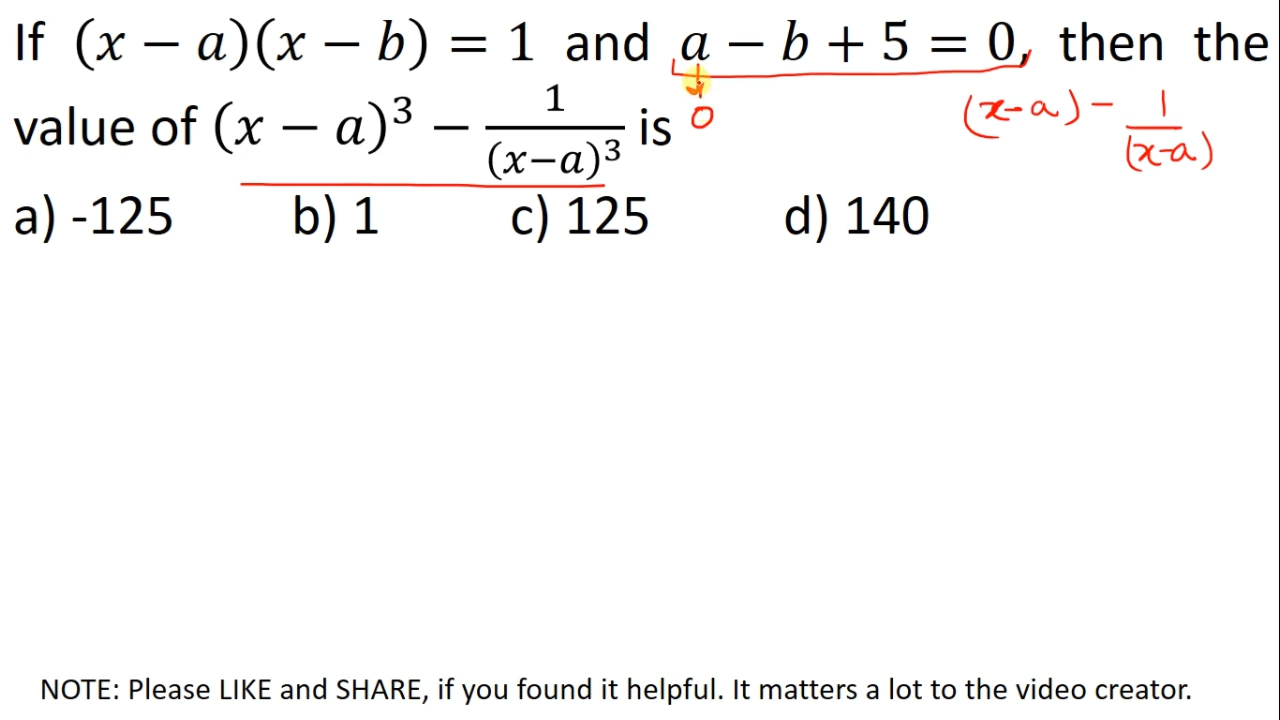 If (x − a)(x − b) = 1 and a − b + 5 = 0, then the
value of (x − a)³ − 1/(x−a)³ is
0
(x-a) - 1/(x-a)
a) -125 b) 1 c) 125 d) 140
NOTE: Please LIKE and SHARE, if you found it helpful. It matters a lot to the video creator.